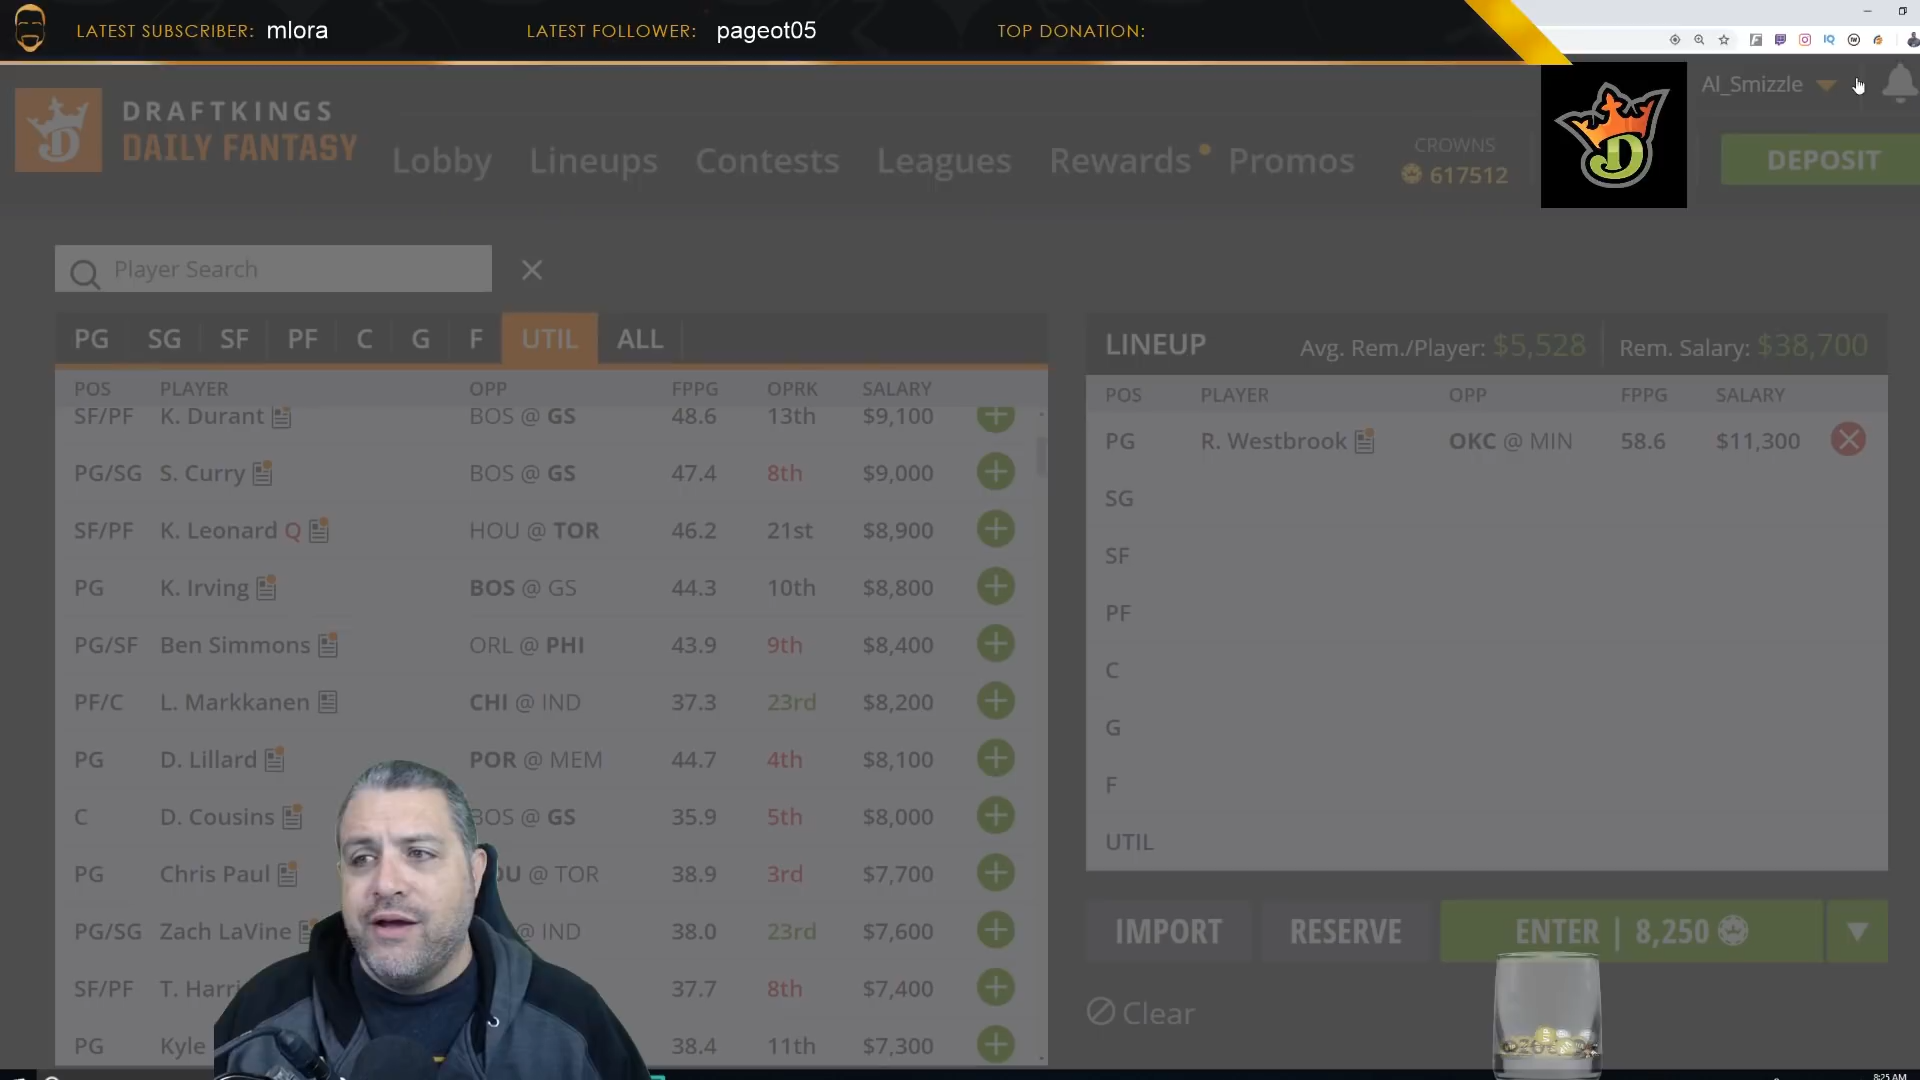 LATEST SUBSCRIBER: mlora LATEST FOLLOWER: pageot05 TOP DONATION:
Al_Smizzle
DRAFTKINGS
DAILY FANTASY
Lobby Lineups Contests Leagues Rewards Promos
CROWNS
617512
DEPOSIT
Player Search
PG SG SF PF C G F UTIL ALL
POS PLAYER OPP FPPG OPRK SALARY
SF/PF K. Durant BOS @ GS 48.6 13th $9,100
PG/SG S. Curry BOS @ GS 47.4 8th $9,000
SF/PF K. Leonard Q HOU @ TOR 46.2 21st $8,900
PG K. Irving BOS @ GS 44.3 10th $8,800
PG/SF Ben Simmons ORL @ PHI 43.9 9th $8,400
PF/C L. Markkanen CHI @ IND 37.3 23rd $8,200
PG D. Lillard POR @ MEM 44.7 4th $8,100
C D. Cousins BOS @ GS 35.9 5th $8,000
PG Chris Paul @ TOR 38.9 3rd $7,700
PG/SG Zach LaVine @ IND 38.0 23rd $7,600
SF/PF T. Harri 37.7 8th $7,400
PG Kyle 38.4 11th $7,300
LINEUP Avg. Rem./Player: $5,528 Rem. Salary: $38,700
POS PLAYER OPP FPPG SALARY
PG R. Westbrook OKC @ MIN 58.6 $11,300
SG
SF
PF
C
G
F
UTIL
IMPORT RESERVE ENTER | 8,250
Clear
8:25 AM